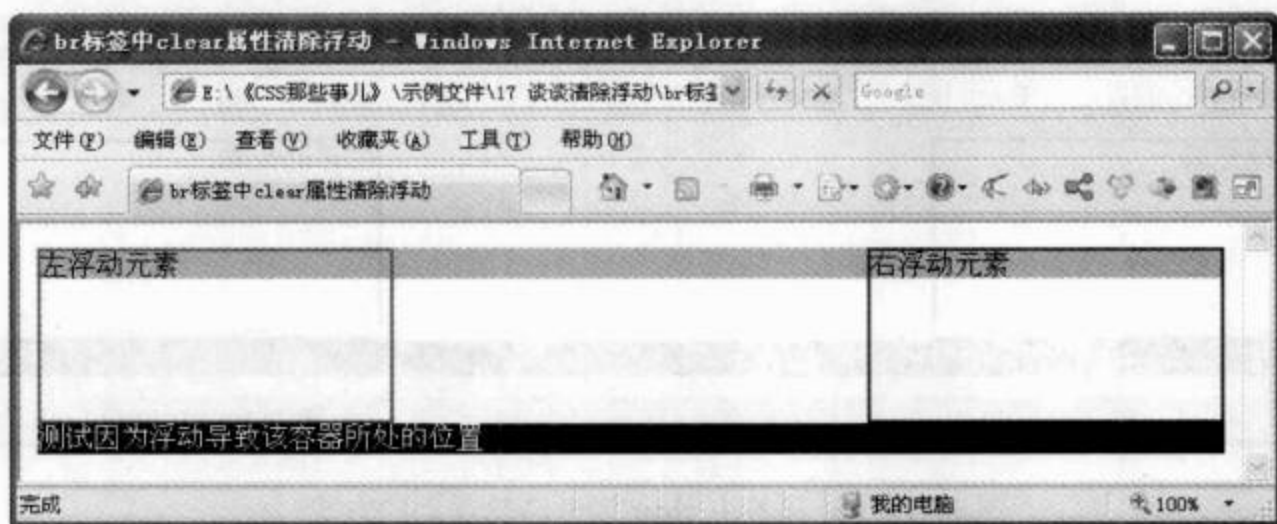 br标签中clear属性清除浮动 - Windows Internet Explorer
E:\《CSS那些事儿》\示例文件\17 谈谈清除浮动\br标签
Google
文件(F) 编辑(E) 查看(V) 收藏夹(A) 工具(T) 帮助(H)
br标签中clear属性清除浮动
左浮动元素
右浮动元素
测试因为浮动导致该容器所处的位置
完成
我的电脑
100%